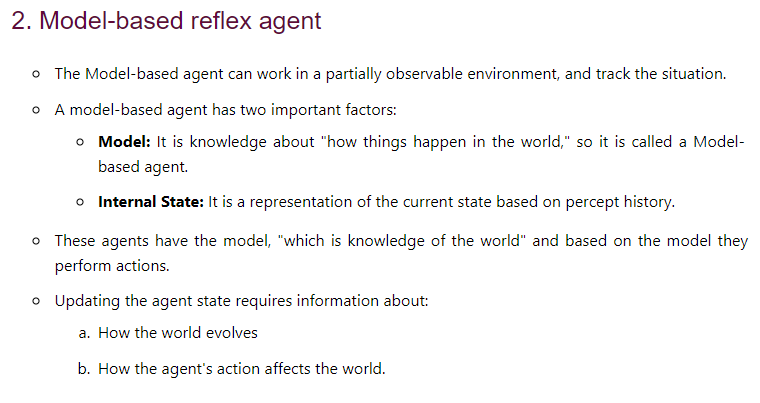 2. Model-based reflex agent
The Model-based agent can work in a partially observable environment, and track the situation.
A model-based agent has two important factors:
Model: It is knowledge about "how things happen in the world," so it is called a Model-
based agent.
Internal State: It is a representation of the current state based on percept history.
These agents have the model, "which is knowledge of the world" and based on the model they
perform actions.
Updating the agent state requires information about:
a. How the world evolves
b. How the agent's action affects the world.